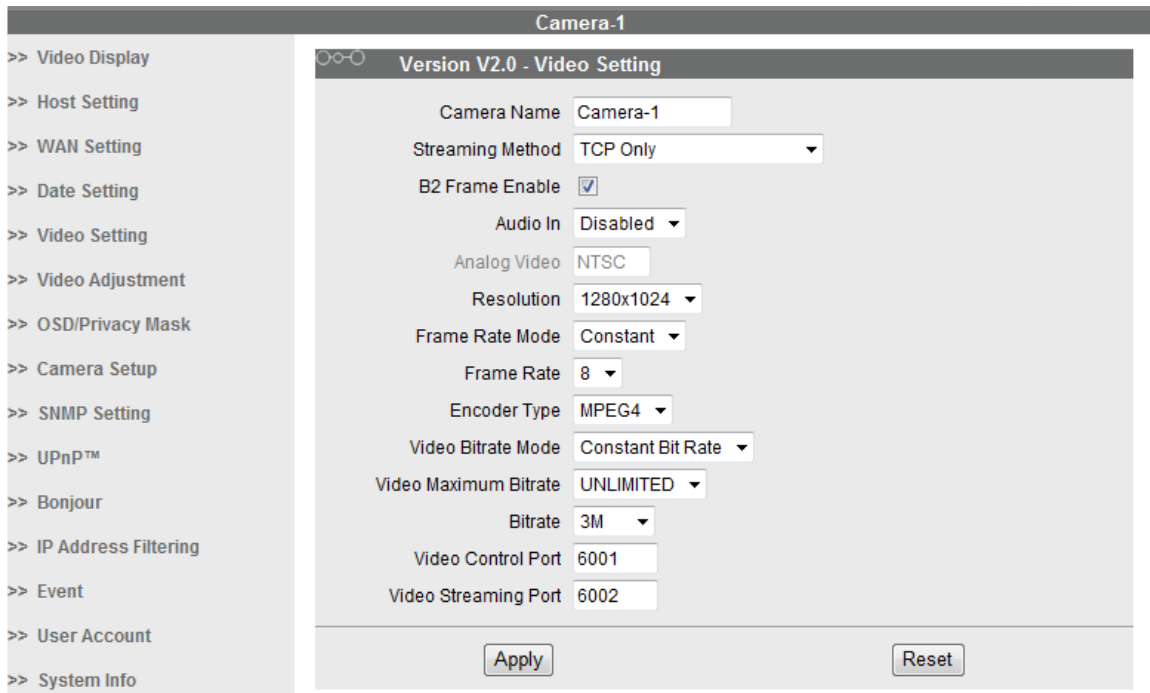 Camera-1
>> Video Display
>> Host Setting
>> WAN Setting
>> Date Setting
>> Video Setting
>> Video Adjustment
>> OSD/Privacy Mask
>> Camera Setup
>> SNMP Setting
>> UPnP™
>> Bonjour
>> IP Address Filtering
>> Event
>> User Account
>> System Info
Version V2.0 - Video Setting
Camera Name Camera-1
Streaming Method TCP Only
B2 Frame Enable
Audio In Disabled
Analog Video NTSC
Resolution 1280x1024
Frame Rate Mode Constant
Frame Rate 8
Encoder Type MPEG4
Video Bitrate Mode Constant Bit Rate
Video Maximum Bitrate UNLIMITED
Bitrate 3M
Video Control Port 6001
Video Streaming Port 6002
Apply Reset